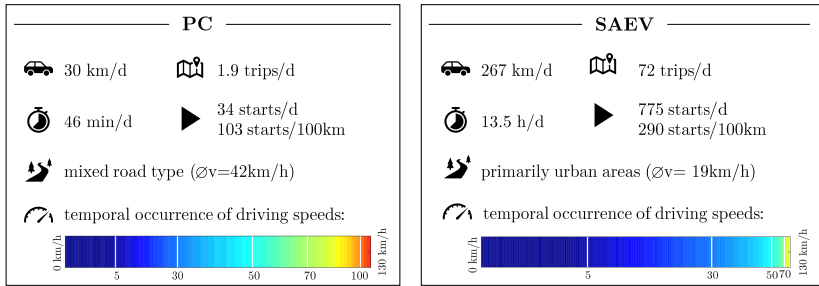 PC
30 km/d
1.9 trips/d
46 min/d
34 starts/d
103 starts/100km
mixed road type (∅v=42km/h)
temporal occurrence of driving speeds:
0 km/h
130 km/h
5
30
50
70
100
SAEV
267 km/d
72 trips/d
13.5 h/d
775 starts/d
290 starts/100km
primarily urban areas (∅v= 19km/h)
temporal occurrence of driving speeds:
0 km/h
130 km/h
5
30
50
70